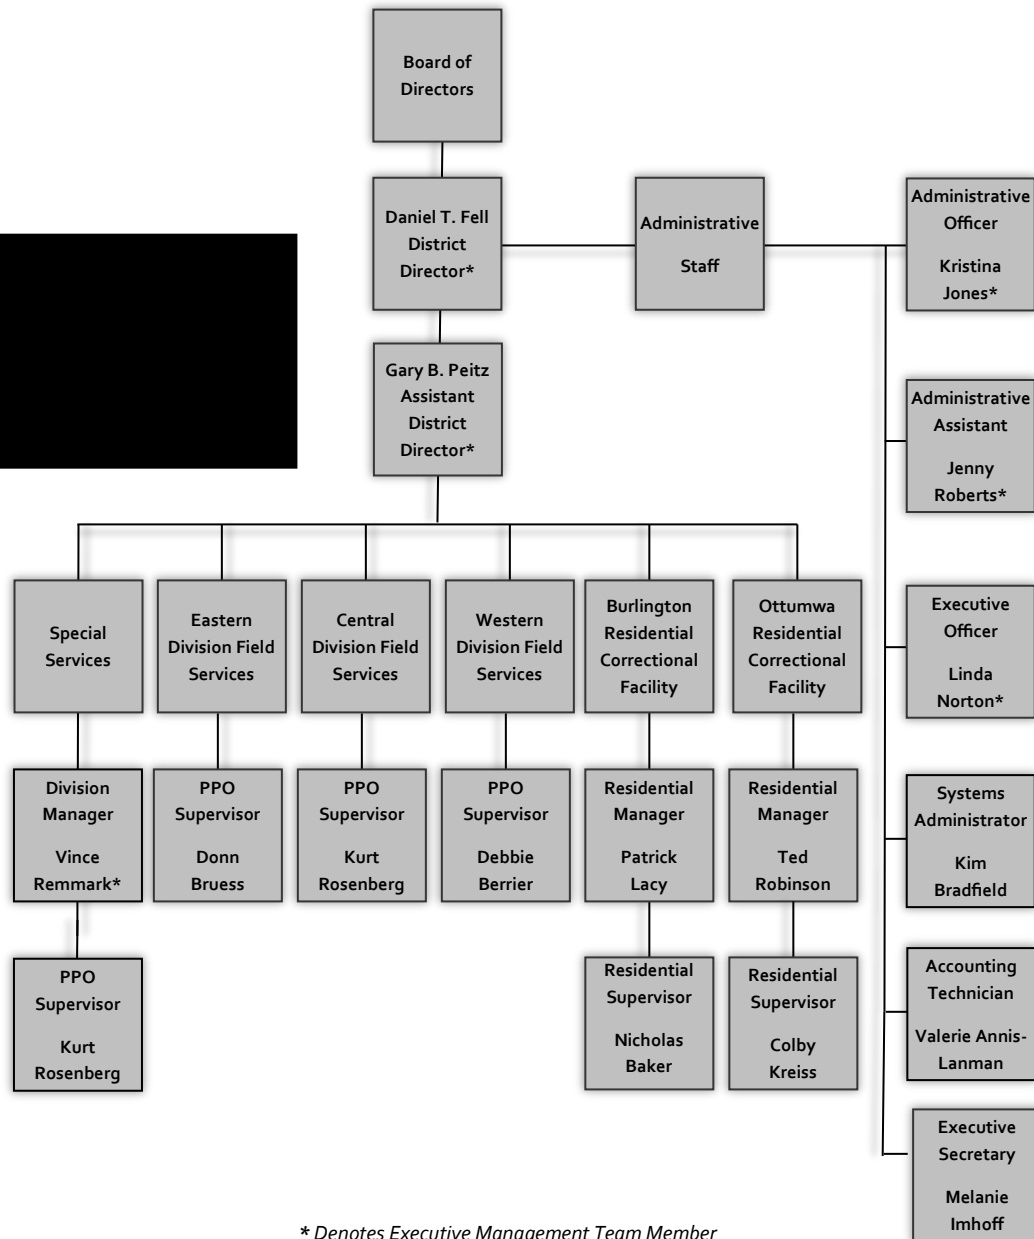 Board of
Directors
Daniel T. Fell
District
Director*
Administrative
Staff
Administrative
Officer
Kristina
Jones*
Gary B. Peitz
Assistant
District
Director*
Administrative
Assistant
Jenny
Roberts*
Special
Services
Eastern
Division Field
Services
Central
Division Field
Services
Western
Division Field
Services
Burlington
Residential
Correctional
Facility
Ottumwa
Residential
Correctional
Facility
Executive
Officer
Linda
Norton*
Division
Manager
Vince
Remmark*
PPO
Supervisor
Donn
Bruess
PPO
Supervisor
Kurt
Rosenberg
PPO
Supervisor
Debbie
Berrier
Residential
Manager
Patrick
Lacy
Residential
Manager
Ted
Robinson
Systems
Administrator
Kim
Bradfield
PPO
Supervisor
Kurt
Rosenberg
Residential
Supervisor
Nicholas
Baker
Residential
Supervisor
Colby
Kreiss
Accounting
Technician
Valerie Annis-
Lanman
Executive
Secretary
Melanie
Imhoff
* Denotes Executive Management Team Member